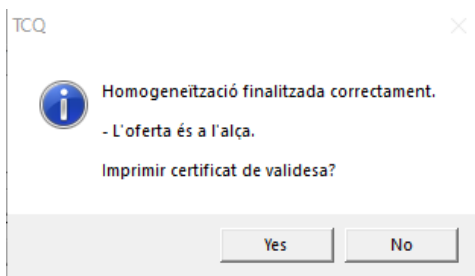 TCQ
Homogeneïtzació finalitzada correctament.
- L'oferta és a l'alça.
Imprimir certificat de validesa?
Yes
No